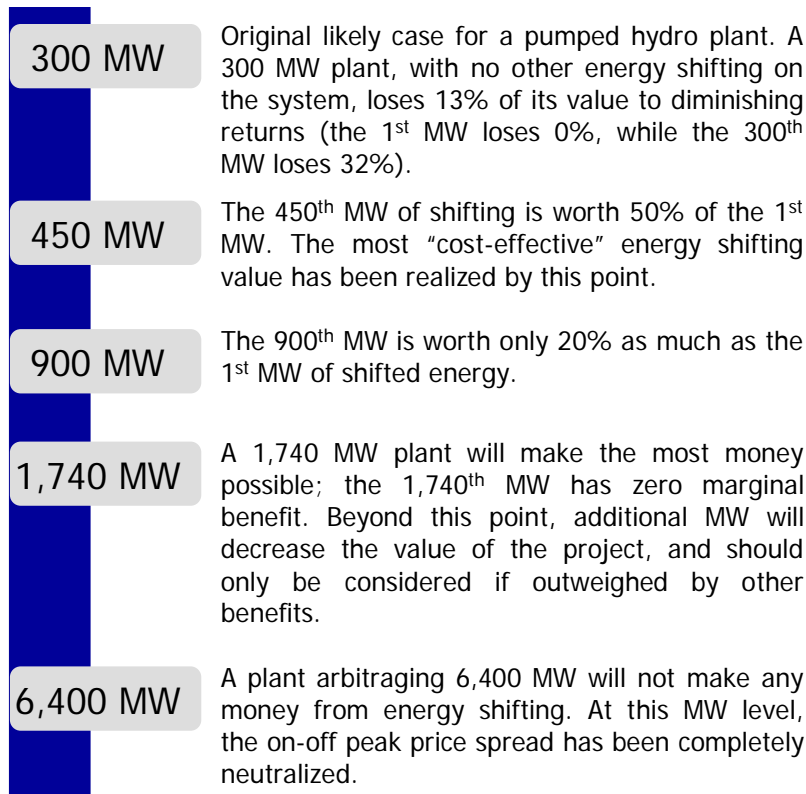 300 MW
Original likely case for a pumped hydro plant. A
300 MW plant, with no other energy shifting on
the system, loses 13% of its value to diminishing
returns (the 1st MW loses 0%, while the 300th
MW loses 32%).
450 MW
The 450th MW of shifting is worth 50% of the 1st
MW. The most “cost-effective” energy shifting
value has been realized by this point.
900 MW
The 900th MW is worth only 20% as much as the
1st MW of shifted energy.
1,740 MW
A 1,740 MW plant will make the most money
possible; the 1,740th MW has zero marginal
benefit. Beyond this point, additional MW will
decrease the value of the project, and should
only be considered if outweighed by other
benefits.
6,400 MW
A plant arbitraging 6,400 MW will not make any
money from energy shifting. At this MW level,
the on-off peak price spread has been completely
neutralized.